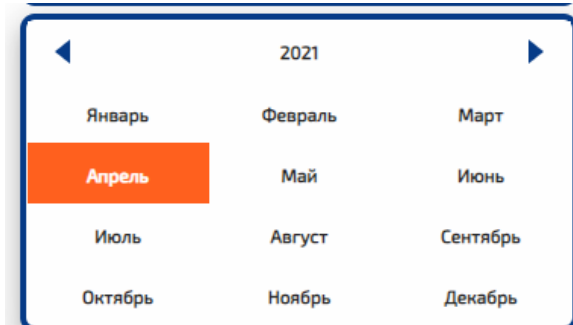 2021
Январь Февраль Март
Апрель Май Июнь
Июль Август Сентябрь
Октябрь Ноябрь Декабрь